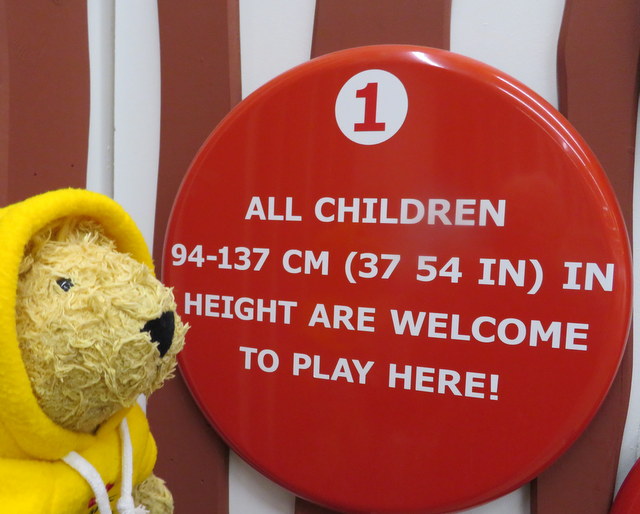 1
ALL CHILDREN
94-137 CM (37 54 IN) IN
HEIGHT ARE WELCOME
TO PLAY HERE!